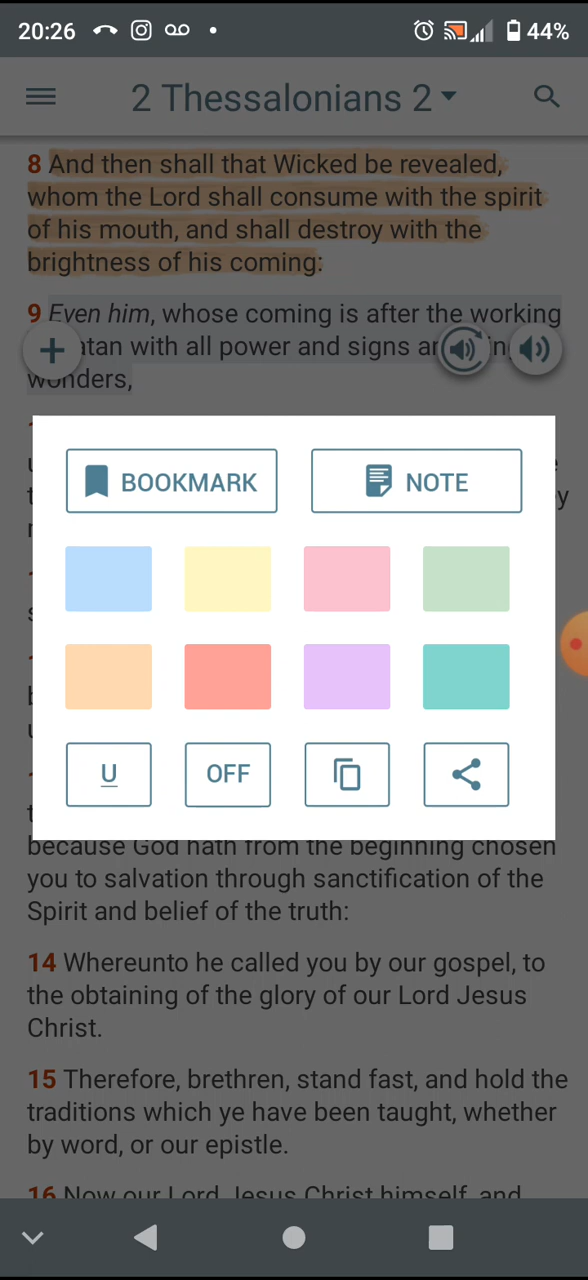 20:26
44%
2 Thessalonians 2
8 And then shall that Wicked be revealed,
whom the Lord shall consume with the spirit
of his mouth, and shall destroy with the
brightness of his coming:
9 Even him, whose coming is after the working
with all power and signs
wonders,
BOOKMARK
NOTE
U
OFF
because God hath from the beginning chosen
you to salvation through sanctification of the
Spirit and belief of the truth:
14 Whereunto he called you by our gospel, to
the obtaining of the glory of our Lord Jesus
Christ.
15 Therefore, brethren, stand fast, and hold the
traditions which ye have been taught, whether
by word, or our epistle.
16 Now our Lord Jesus Christ himself, and